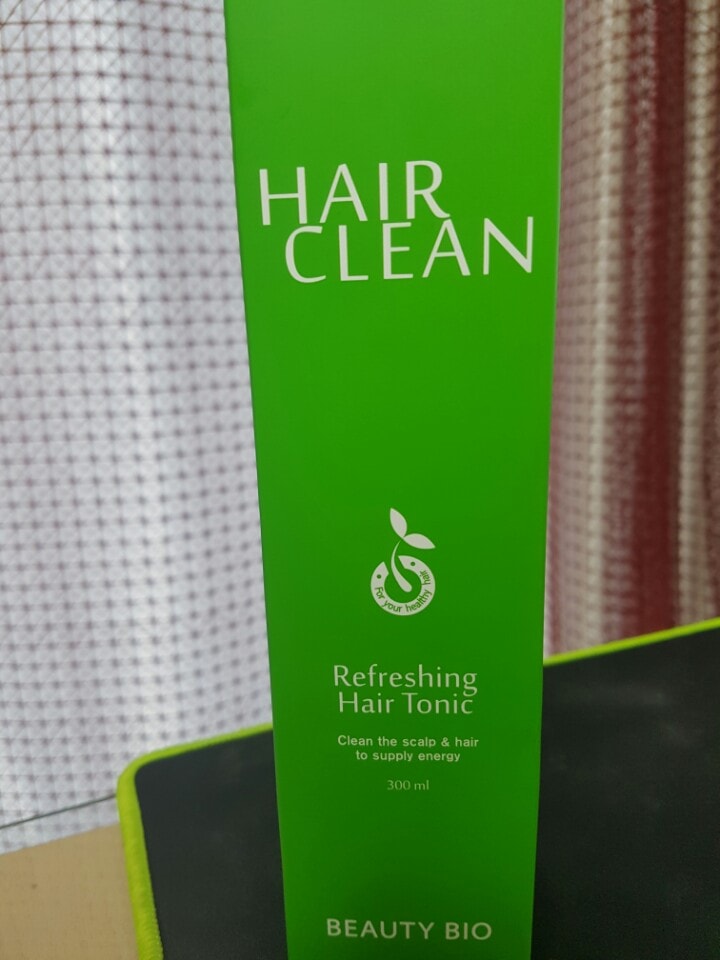 HAIR
CLEAN
For your healthy hair
Refreshing
Hair Tonic
Clean the scalp & hair
to supply energy
300 ml
BEAUTY BIO